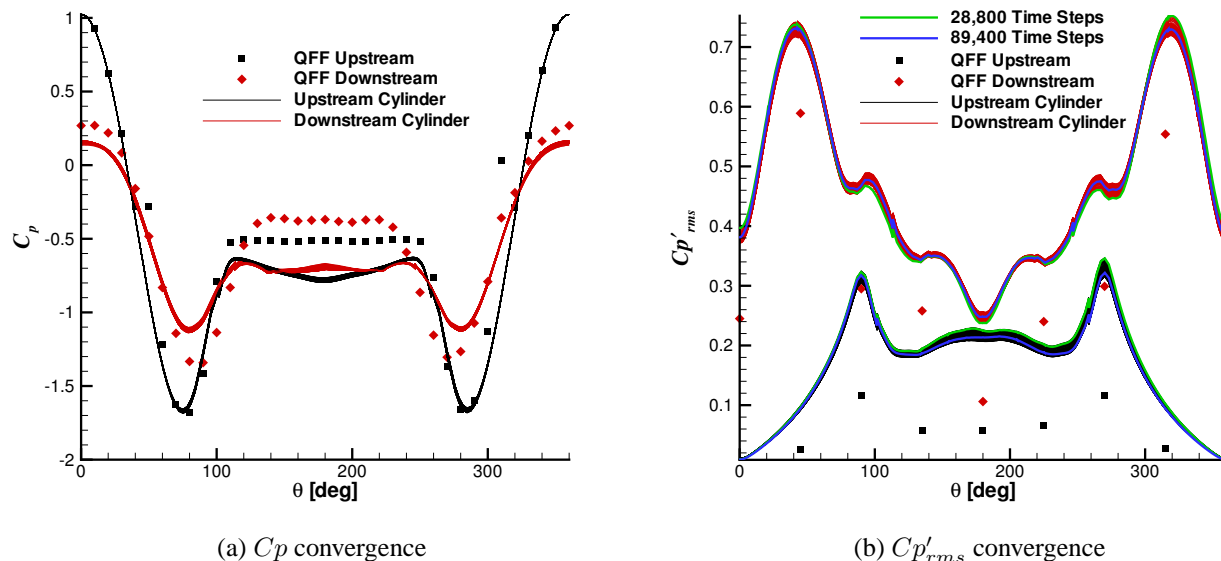 1
0.5
0
-0.5
-1
-1.5
-2
C_p
QFF Upstream
QFF Downstream
Upstream Cylinder
Downstream Cylinder
0 100 200 300
θ [deg]
(a) Cp convergence
0.7
0.6
0.5
0.4
0.3
0.2
0.1
Cp'_rms
28,800 Time Steps
89,400 Time Steps
QFF Upstream
QFF Downstream
Upstream Cylinder
Downstream Cylinder
0 100 200 300
θ [deg]
(b) Cp'_rms convergence